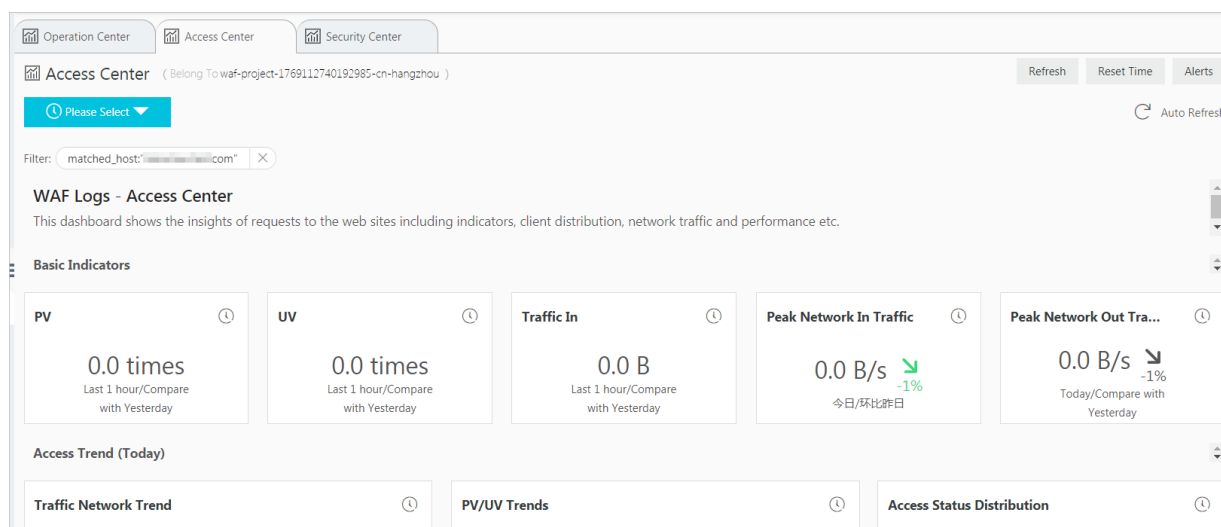 Operation Center
Access Center
Security Center
Access Center ( Belong To waf-project-1769112740192985-cn-hangzhou )
Refresh
Reset Time
Alerts
Please Select
Auto Refresh
Filter: matched_host:" com"
WAF Logs - Access Center
This dashboard shows the insights of requests to the web sites including indicators, client distribution, network traffic and performance etc.
Basic Indicators
PV
0.0 times
Last 1 hour/Compare
with Yesterday
UV
0.0 times
Last 1 hour/Compare
with Yesterday
Traffic In
0.0 B
Last 1 hour/Compare
with Yesterday
Peak Network In Traffic
0.0 B/s
-1%
今日/环比昨日
Peak Network Out Tra...
0.0 B/s
-1%
Today/Compare with
Yesterday
Access Trend (Today)
Traffic Network Trend
PV/UV Trends
Access Status Distribution